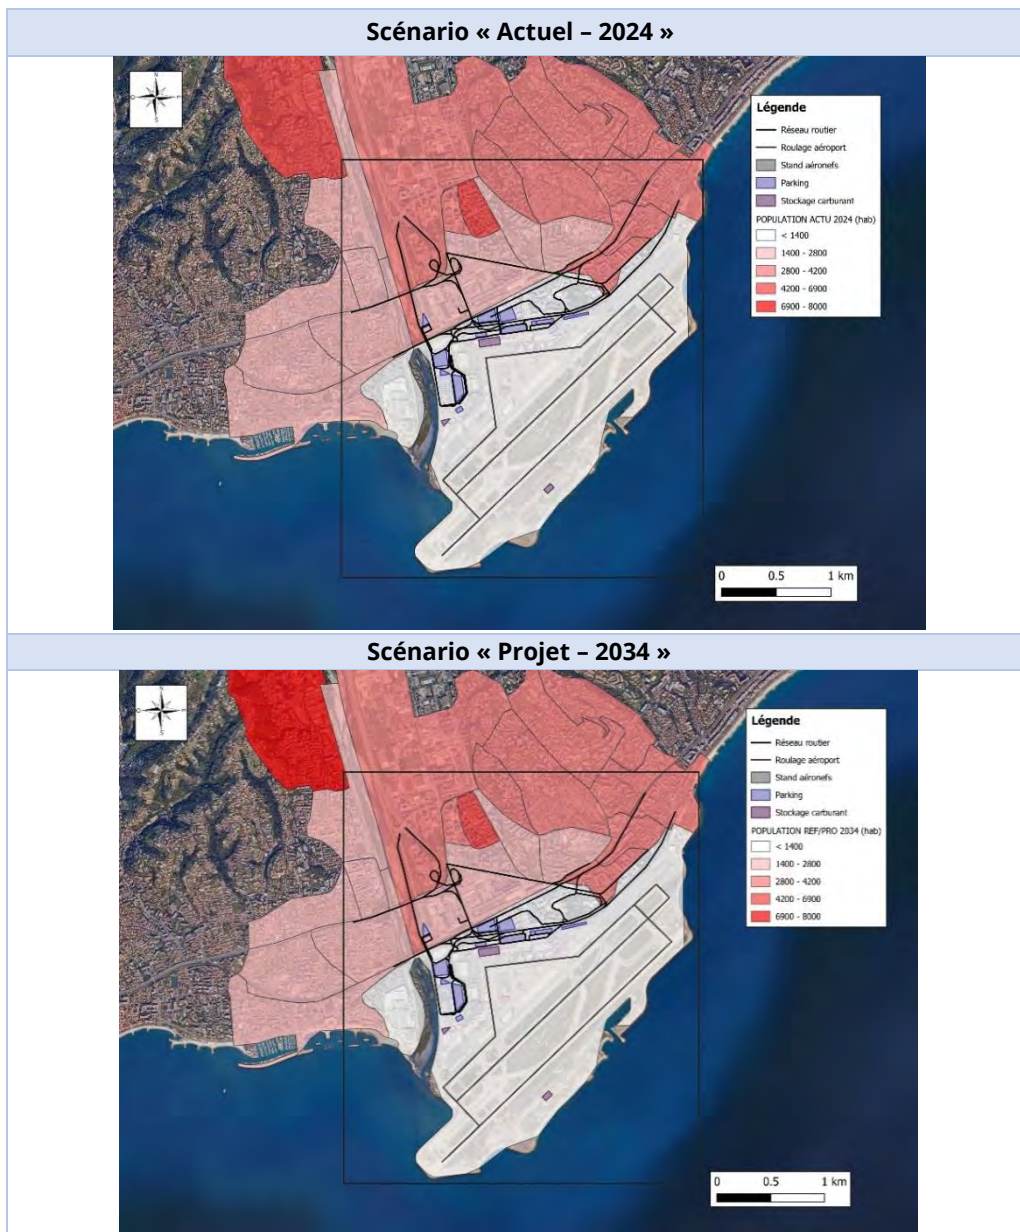 Scénario « Actuel – 2024 »
N
O
E
S
Légende
Réseau routier
Roulage aéroport
Stand aéronefs
Parking
Stockage carburant
POPULATION ACTU 2024 (hab)
< 1400
1400 - 2800
2800 - 4200
4200 - 6900
6900 - 8000
0 0.5 1 km
Scénario « Projet – 2034 »
N
O
E
S
Légende
Réseau routier
Roulage aéroport
Stand aéronefs
Parking
Stockage carburant
POPULATION REF/PRO 2034 (hab)
< 1400
1400 - 2800
2800 - 4200
4200 - 6900
6900 - 8000
0 0.5 1 km